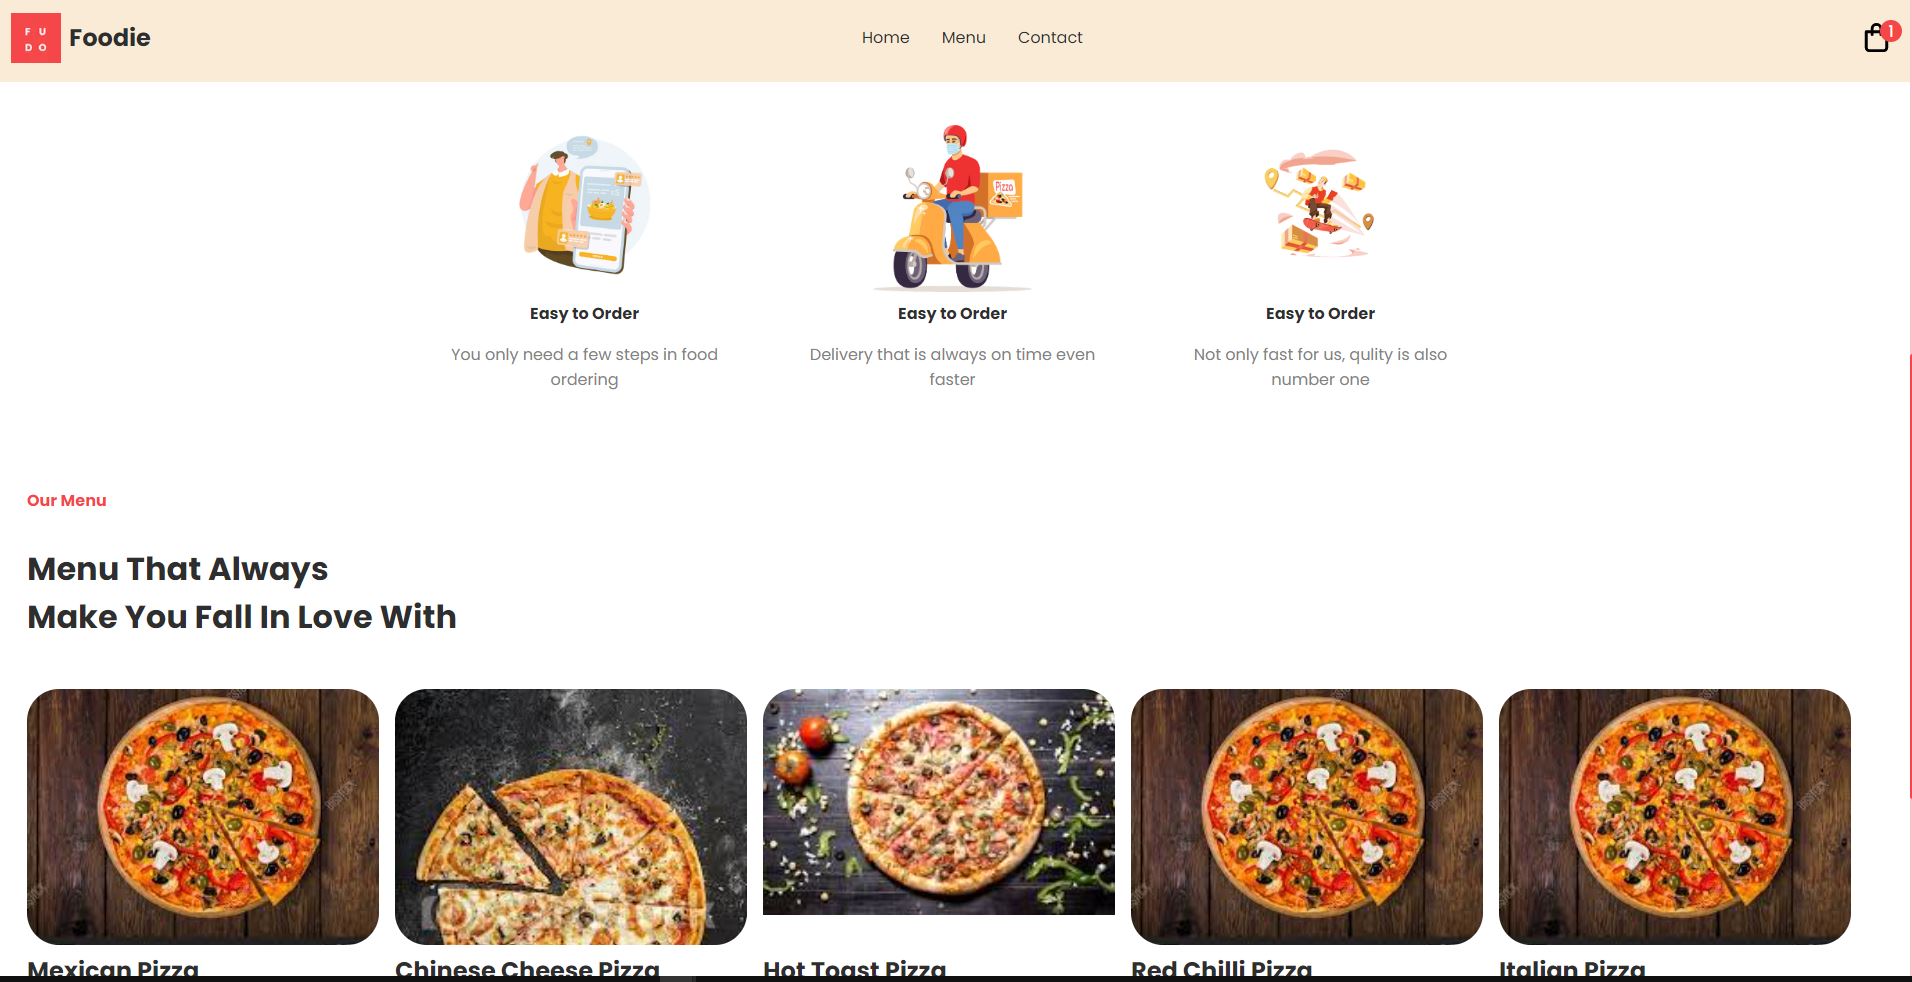 F U
D O
Foodie
Home
Menu
Contact
1
Pizza
Easy to Order
You only need a few steps in food
ordering
Easy to Order
Delivery that is always on time even
faster
Easy to Order
Not only fast for us, qulity is also
number one
Our Menu
Menu That Always
Make You Fall In Love With
Mexican Pizza
Chinese Cheese Pizza
Hot Toast Pizza
Red Chilli Pizza
Italian Pizza